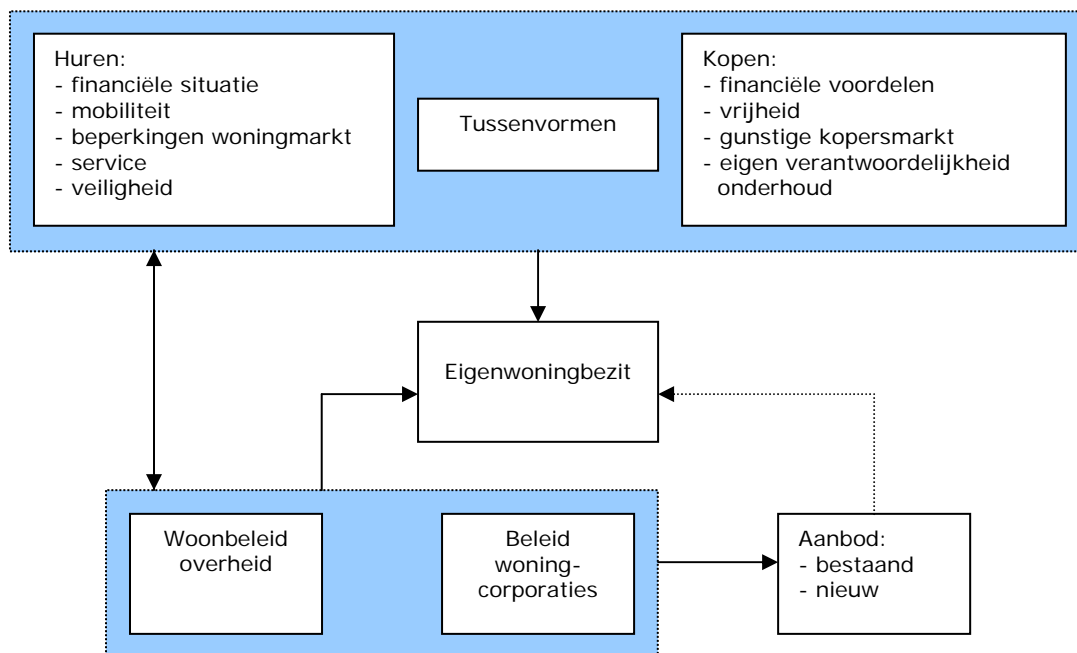 Huren:
- financiële situatie
- mobiliteit
- beperkingen woningmarkt
- service
- veiligheid
Tussenvormen
Kopen:
- financiële voordelen
- vrijheid
- gunstige kopersmarkt
- eigen verantwoordelijkheid
onderhoud
Eigenwoningbezit
Woonbeleid
overheid
Beleid
woning-
corporaties
Aanbod:
- bestaand
- nieuw